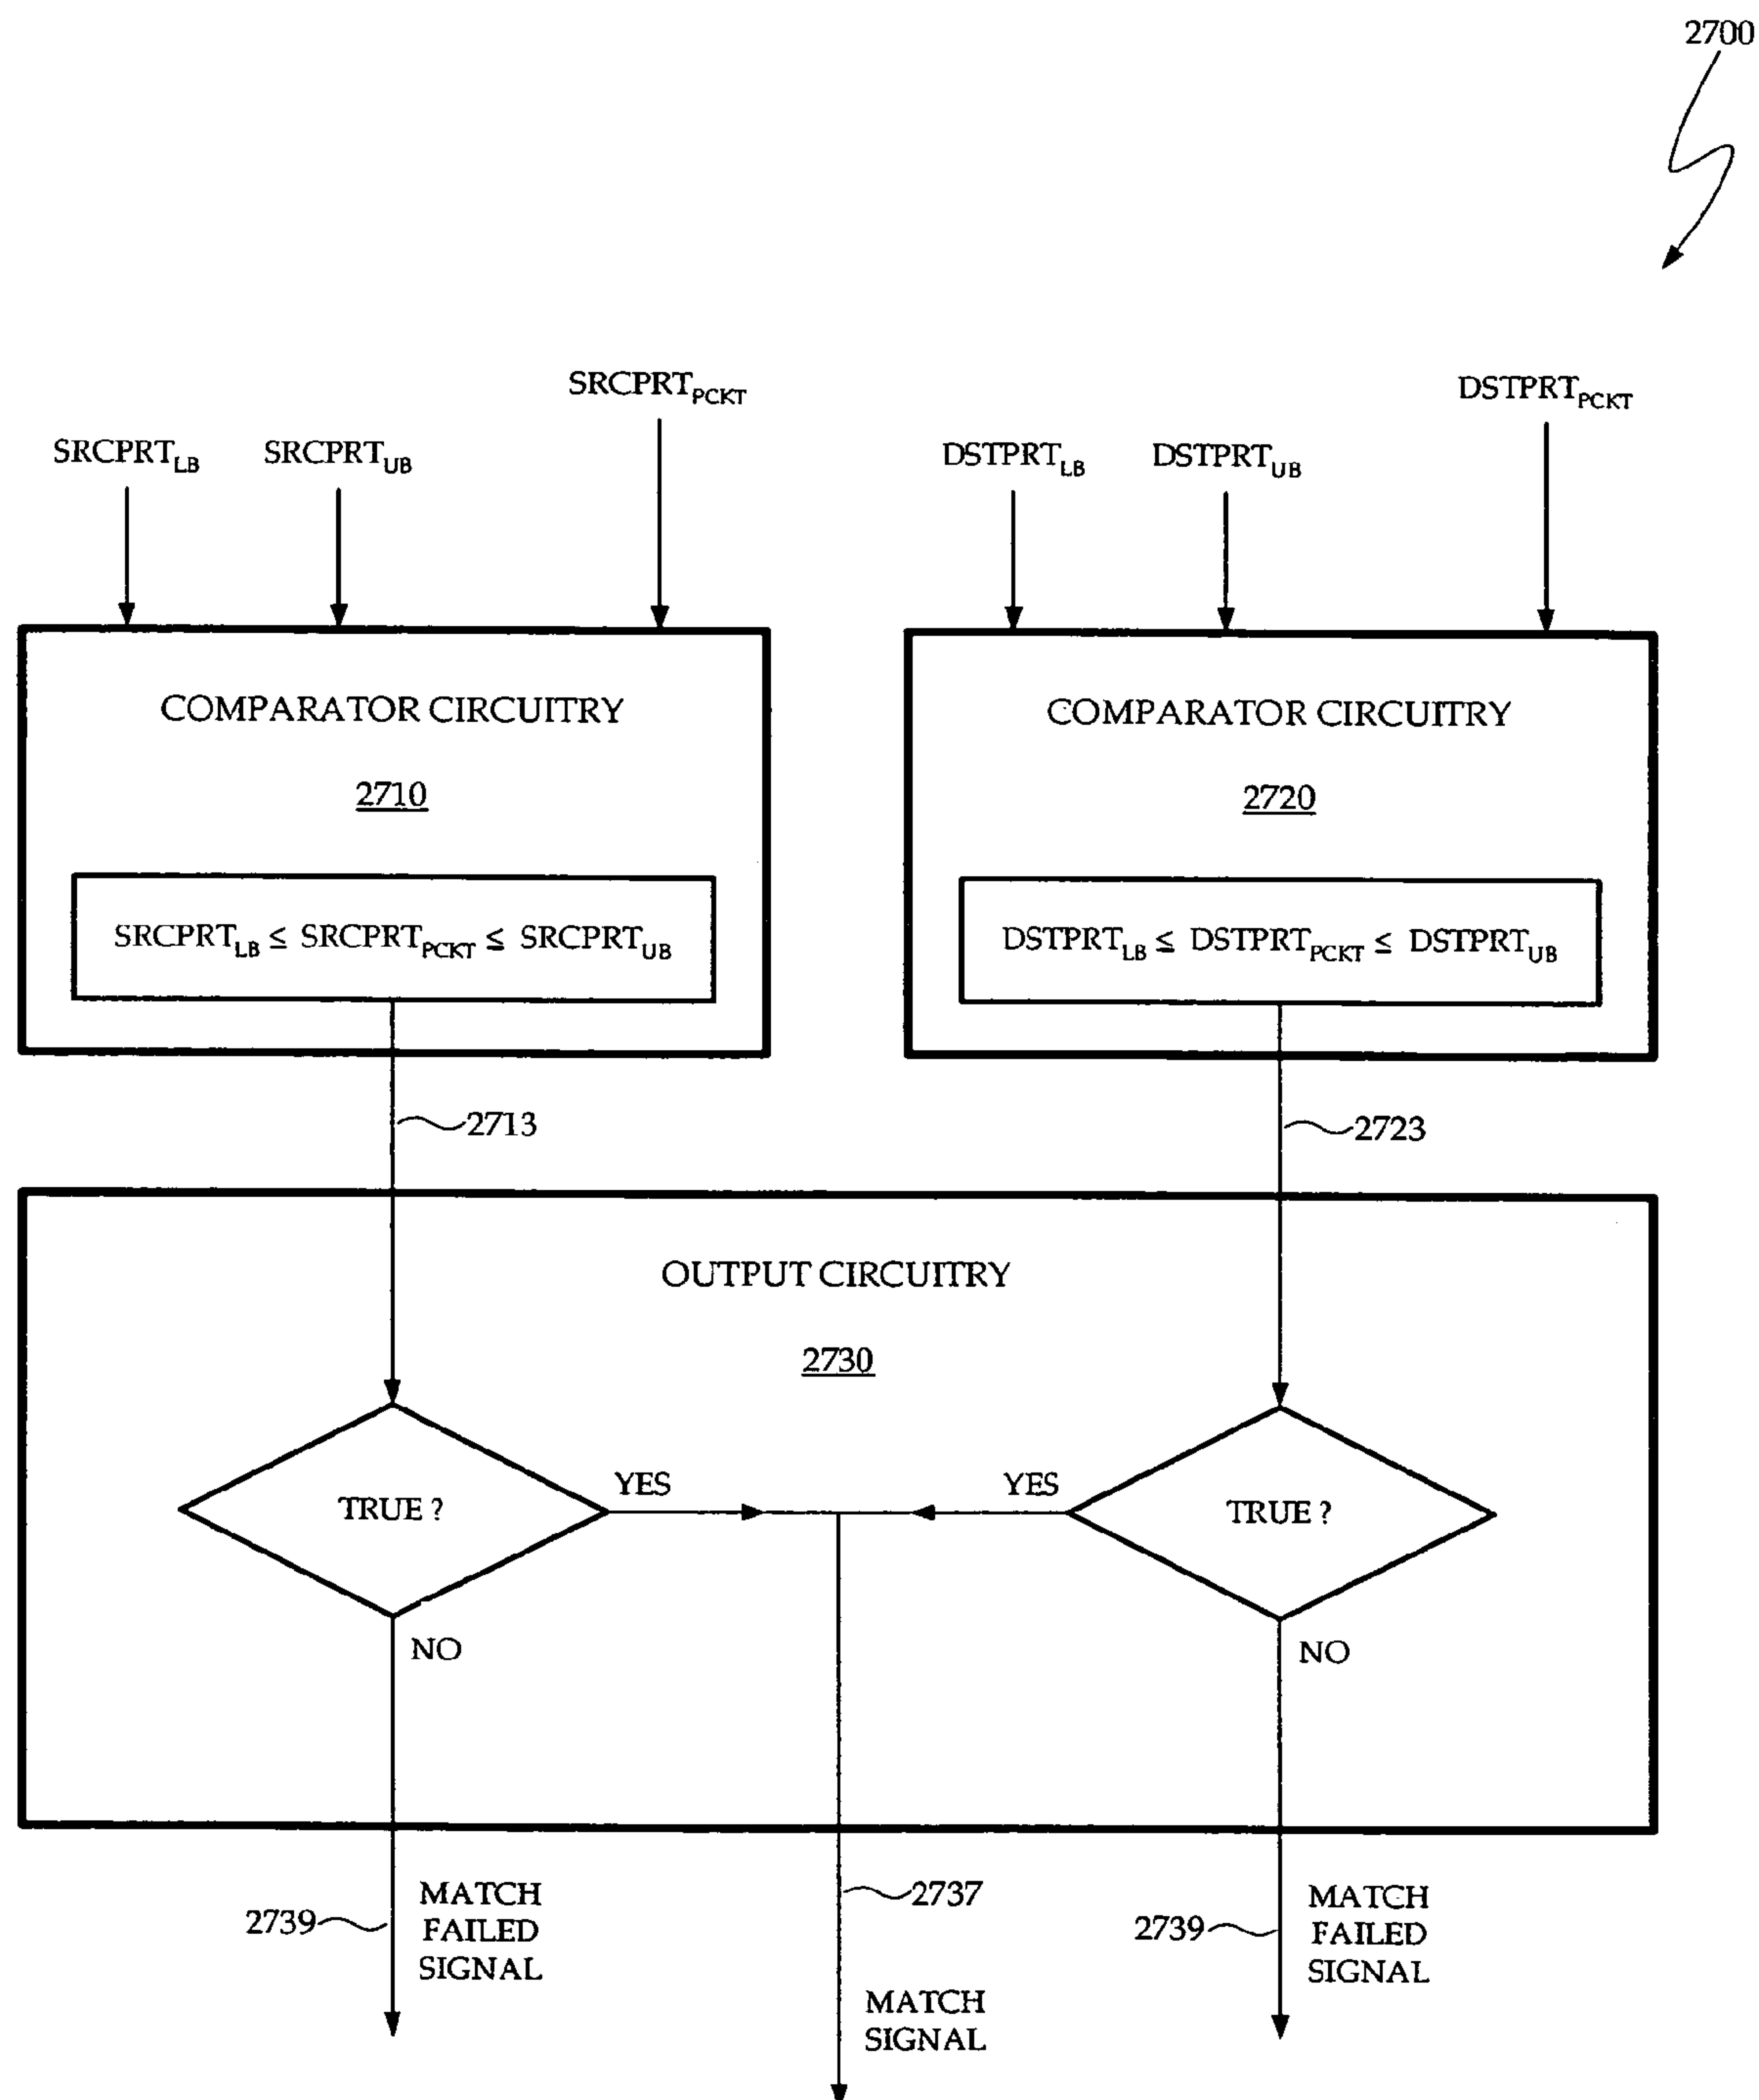 2700
SRCPRT_PCKT
DSTPRT_PCKT
SRCPRT_LB
SRCPRT_UB
DSTPRT_LB
DSTPRT_UB
COMPARATOR CIRCUITRY
2710
SRCPRT_LB ≤ SRCPRT_PCKT ≤ SRCPRT_UB
COMPARATOR CIRCUITRY
2720
DSTPRT_LB ≤ DSTPRT_PCKT ≤ DSTPRT_UB
2713
2723
OUTPUT CIRCUITRY
2730
TRUE ?
YES
YES
TRUE ?
NO
NO
2739
MATCH
FAILED
SIGNAL
2737
MATCH
SIGNAL
2739
MATCH
FAILED
SIGNAL